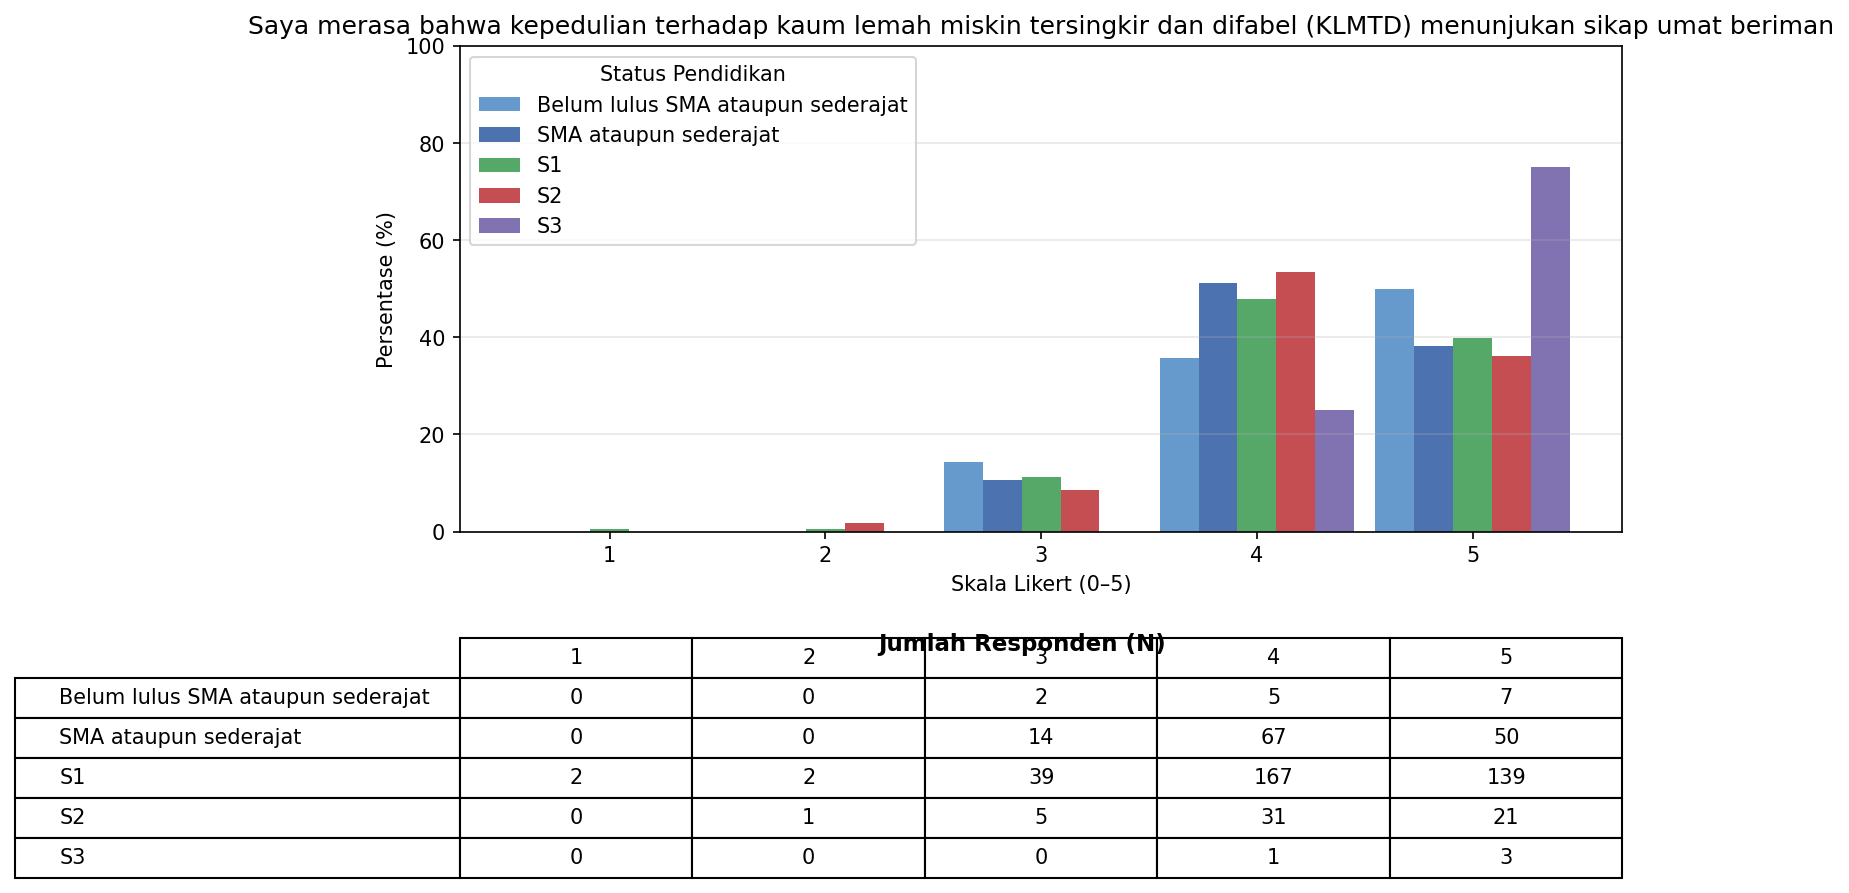 Saya merasa bahwa kepedulian terhadap kaum lemah miskin tersingkir dan difabel (KLMTD) menunjukan sikap umat beriman
100
80
60
40
20
0
Persentase (%)
Status Pendidikan
Belum lulus SMA ataupun sederajat
SMA ataupun sederajat
S1
S2
S3
1 2 3 4 5
Skala Likert (0–5)
Jumlah Responden (N)
1 2 3 4 5
Belum lulus SMA ataupun sederajat 0 0 2 5 7
SMA ataupun sederajat 0 0 14 67 50
S1 2 2 39 167 139
S2 0 1 5 31 21
S3 0 0 0 1 3